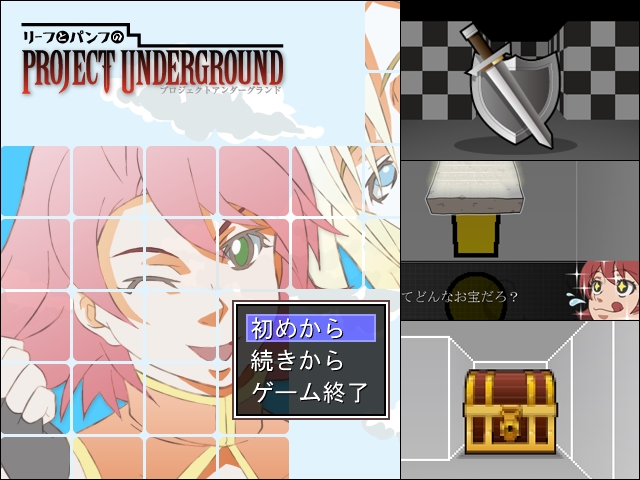 リーフとパンフの
PROJECT UNDERGROUND
プロジェクトアンダーグランド
初めから
続きから
ゲーム終了
てどんなお宝だろ？